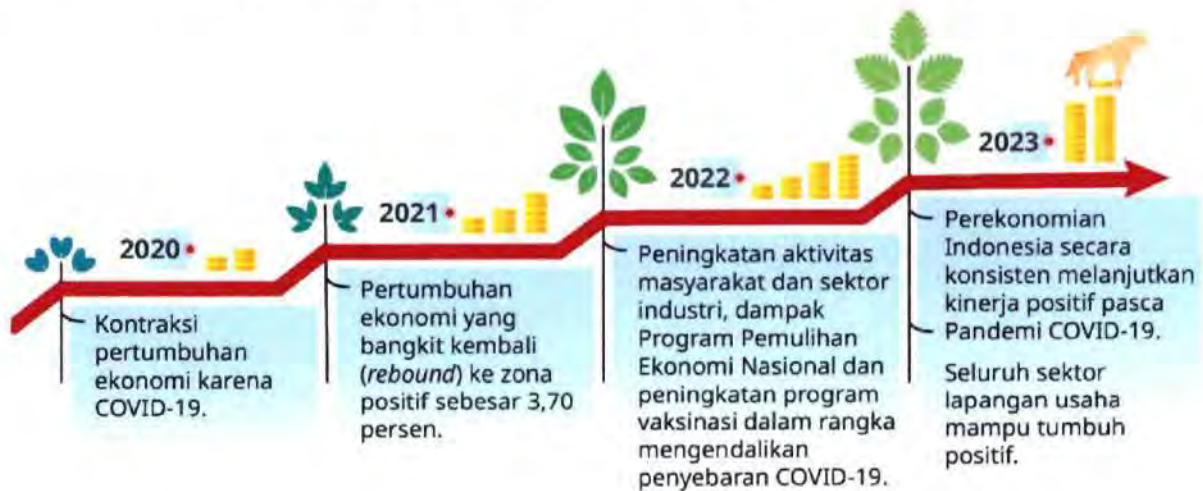 2020
Kontraksi
pertumbuhan
ekonomi karena
COVID-19.
2021
Pertumbuhan
ekonomi yang
bangkit kembali
(rebound) ke zona
positif sebesar 3,70
persen.
2022
Peningkatan aktivitas
masyarakat dan sektor
industri, dampak
Program Pemulihan
Ekonomi Nasional dan
peningkatan program
vaksinasi dalam rangka
mengendalikan
penyebaran COVID-19.
2023
Perekonomian
Indonesia secara
konsisten melanjutkan
kinerja positif pasca
Pandemi COVID-19.
Seluruh sektor
lapangan usaha
mampu tumbuh
positif.